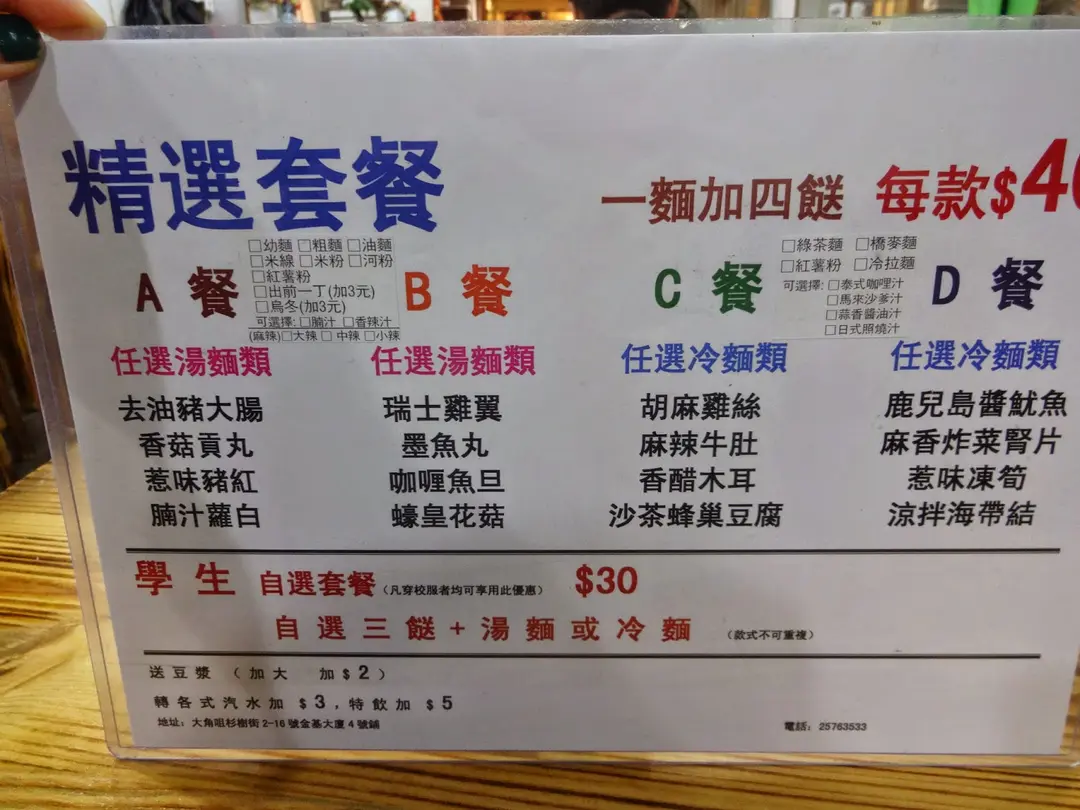 精選套餐
一麵加四餸 每款$4
A 餐
□幼麵 □粗麵 □油麵
□米線 □米粉 □河粉
□紅薯粉
□出前一丁(加3元)
□烏冬(加3元)
可選擇: □腩汁 □香辣汁
(麻辣)□大辣 □中辣 □小辣
B 餐
C 餐
□綠茶麵 □橋麥麵
□紅薯粉 □冷拉麵
可選擇: □泰式咖哩汁
□馬來沙爹汁
□蒜香醬油汁
□日式照燒汁
D 餐
任選湯麵類 任選湯麵類 任選冷麵類 任選冷麵類
去油豬大腸 瑞士雞翼 胡麻雞絲 鹿兒島醬魷魚
香菇貢丸 墨魚丸 麻辣牛肚 麻香炸菜腎片
惹味豬紅 咖喱魚旦 香醋木耳 惹味凍筍
腩汁蘿白 蠔皇花菇 沙茶蜂巢豆腐 涼拌海帶結
學生 自選套餐(凡穿校服者均可享用此優惠) $30
自選三餸+湯麵或冷麵 (款式不可重複)
送豆漿 (加大 加$2)
轉各式汽水加 $3, 特飲加 $5
地址: 大角咀杉樹街2-16號金基大廈4號鋪 電話: 25763533